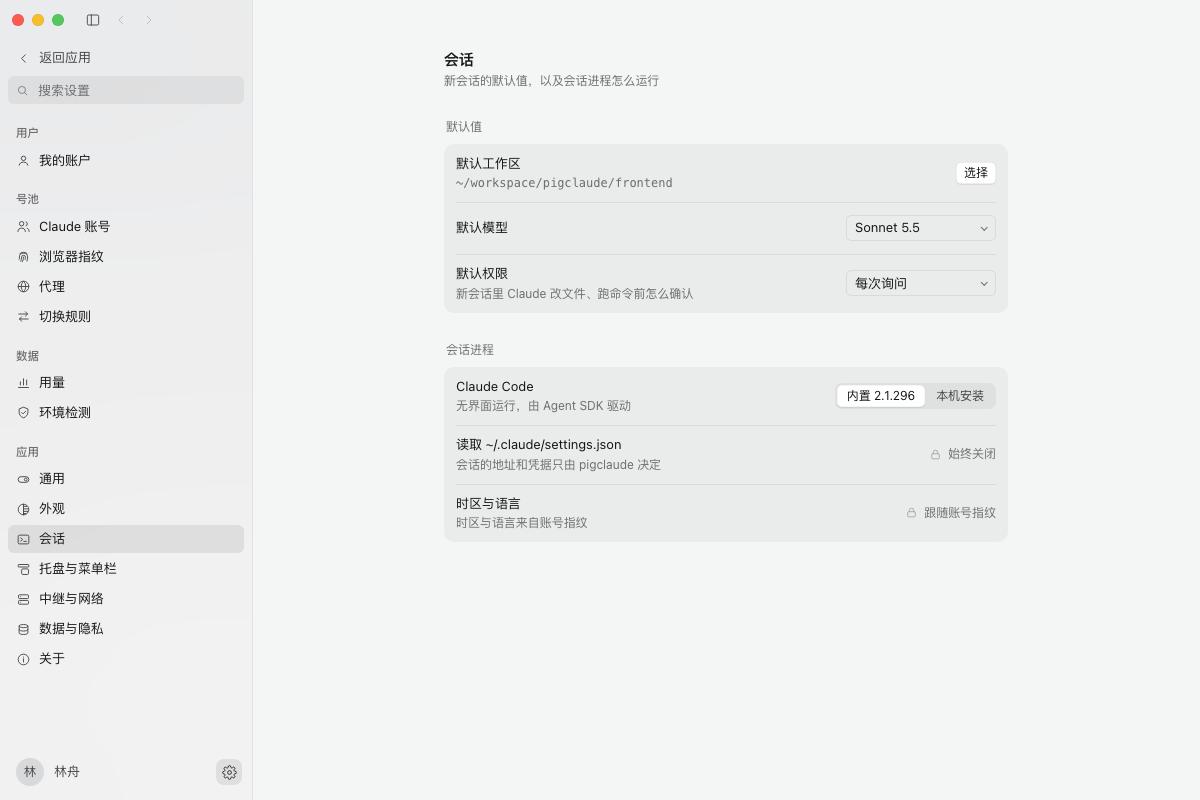 返回应用
搜索设置
用户
我的账户
号池
Claude 账号
浏览器指纹
代理
切换规则
数据
用量
环境检测
应用
通用
外观
会话
托盘与菜单栏
中继与网络
数据与隐私
关于
林 林舟
会话
新会话的默认值，以及会话进程怎么运行
默认值
默认工作区
~/workspace/pigclaude/frontend
选择
默认模型
Sonnet 5.5
默认权限
新会话里 Claude 改文件、跑命令前怎么确认
每次询问
会话进程
Claude Code
无界面运行，由 Agent SDK 驱动
内置 2.1.296 本机安装
读取 ~/.claude/settings.json
会话的地址和凭据只由 pigclaude 决定
始终关闭
时区与语言
时区与语言来自账号指纹
跟随账号指纹